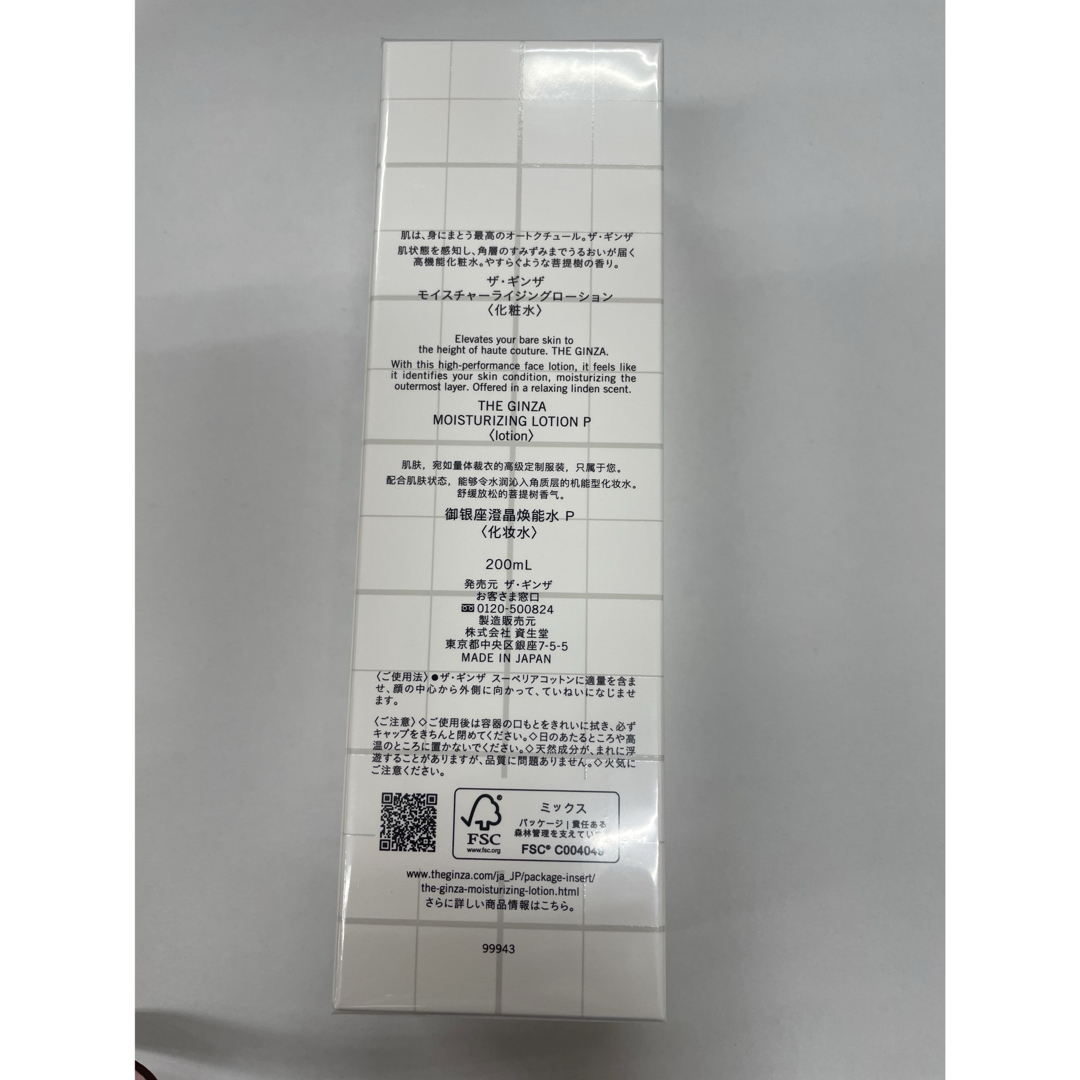 肌は、身にまとう最高のオートクチュール。ザ・ギンザ
肌状態を感知し、角層のすみずみまでうるおいが届く
高機能化粧水。やすらぐような菩提樹の香り。
ザ・ギンザ
モイスチャーライジングローション
〈化粧水〉
Elevates your bare skin to
the height of haute couture. THE GINZA.
With this high-performance face lotion, it feels like
it identifies your skin condition, moisturizing the
outermost layer. Offered in a relaxing linden scent.
THE GINZA
MOISTURIZING LOTION P
〈lotion〉
肌肤，宛如量体裁衣的高级定制服装，只属于您。
配合肌肤状态，能够令水润沁入角质层的机能型化妆水。
舒缓放松的菩提树香气。
御银座澄晶焕能水 P
〈化妆水〉
200mL
発売元 ザ・ギンザ
お客さま窓口
0120-500824
製造販売元
株式会社 資生堂
東京都中央区銀座7-5-5
MADE IN JAPAN
〈ご使用法〉●ザ・ギンザ スーペリアコットンに適量を含ま
せ、顔の中心から外側に向かって、ていねいになじませ
ます。
〈ご注意〉◇ご使用後は容器の口もとをきれいに拭き、必ず
キャップをきちんと閉めてください。◇日のあたるところや高
温のところに置かないでください。◇天然成分が、まれに浮
遊することがありますが、品質に問題ありません。◇火気に
ご注意ください。
FSC®
www.fsc.org
ミックス
パッケージ | 責任ある
森林管理を支えてい
FSC® C004049
www.theginza.com/ja_JP/package-insert/
the-ginza-moisturizing-lotion.html
さらに詳しい商品情報はこちら。
99943